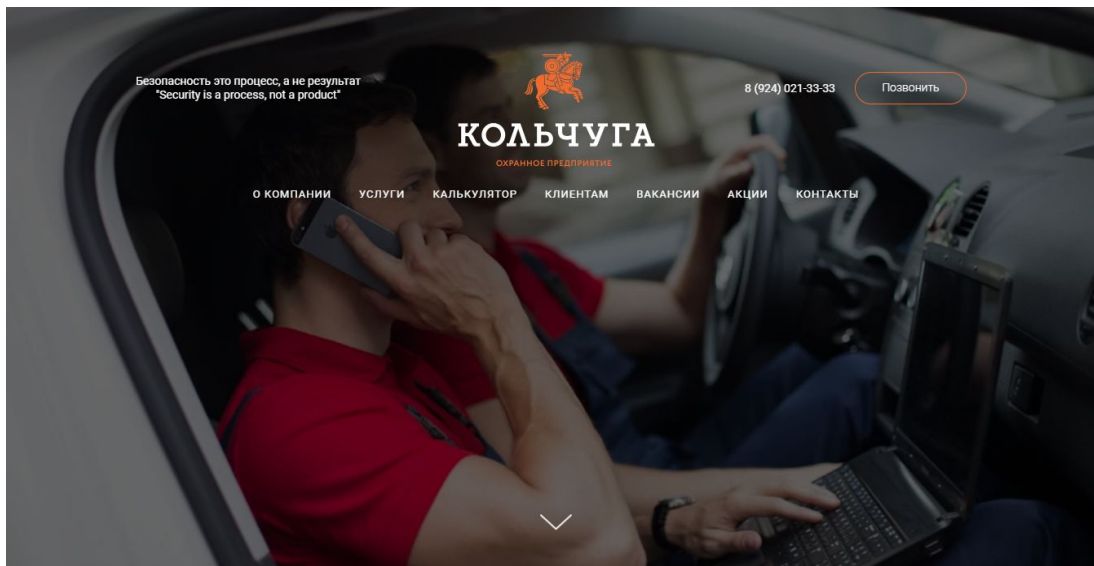 Безопасность это процесс, а не результат
"Security is a process, not a product"
8 (924) 021-33-33
Позвонить
КОЛЬЧУГА
ОХРАННОЕ ПРЕДПРИЯТИЕ
О КОМПАНИИ УСЛУГИ КАЛЬКУЛЯТОР КЛИЕНТАМ ВАКАНСИИ АКЦИИ КОНТАКТЫ